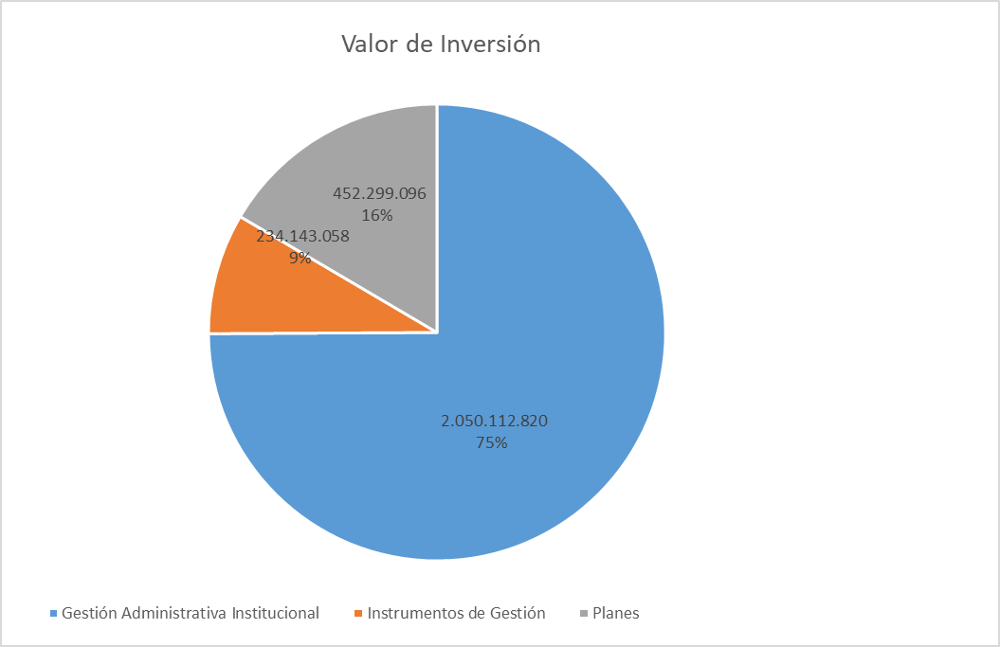 Valor de Inversión
452.299.096
16%
234.143.058
9%
2.050.112.820
75%
Gestión Administrativa Institucional
Instrumentos de Gestión
Planes